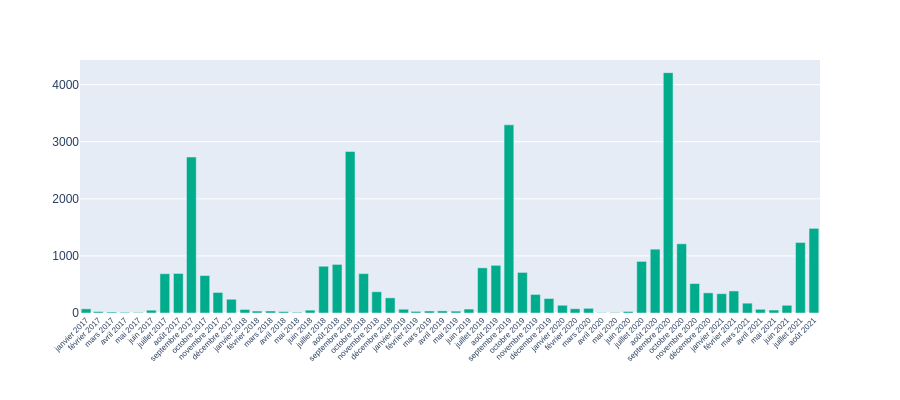 4000
3000
2000
1000
0
janvier 2017
février 2017
mars 2017
avril 2017
mai 2017
juin 2017
juillet 2017
août 2017
septembre 2017
octobre 2017
novembre 2017
décembre 2017
janvier 2018
février 2018
mars 2018
avril 2018
mai 2018
juin 2018
juillet 2018
août 2018
septembre 2018
octobre 2018
novembre 2018
décembre 2018
janvier 2019
février 2019
mars 2019
avril 2019
mai 2019
juin 2019
juillet 2019
août 2019
septembre 2019
octobre 2019
novembre 2019
décembre 2019
janvier 2020
février 2020
mars 2020
avril 2020
mai 2020
juin 2020
juillet 2020
août 2020
septembre 2020
octobre 2020
novembre 2020
décembre 2020
janvier 2021
février 2021
mars 2021
avril 2021
mai 2021
juin 2021
juillet 2021
août 2021